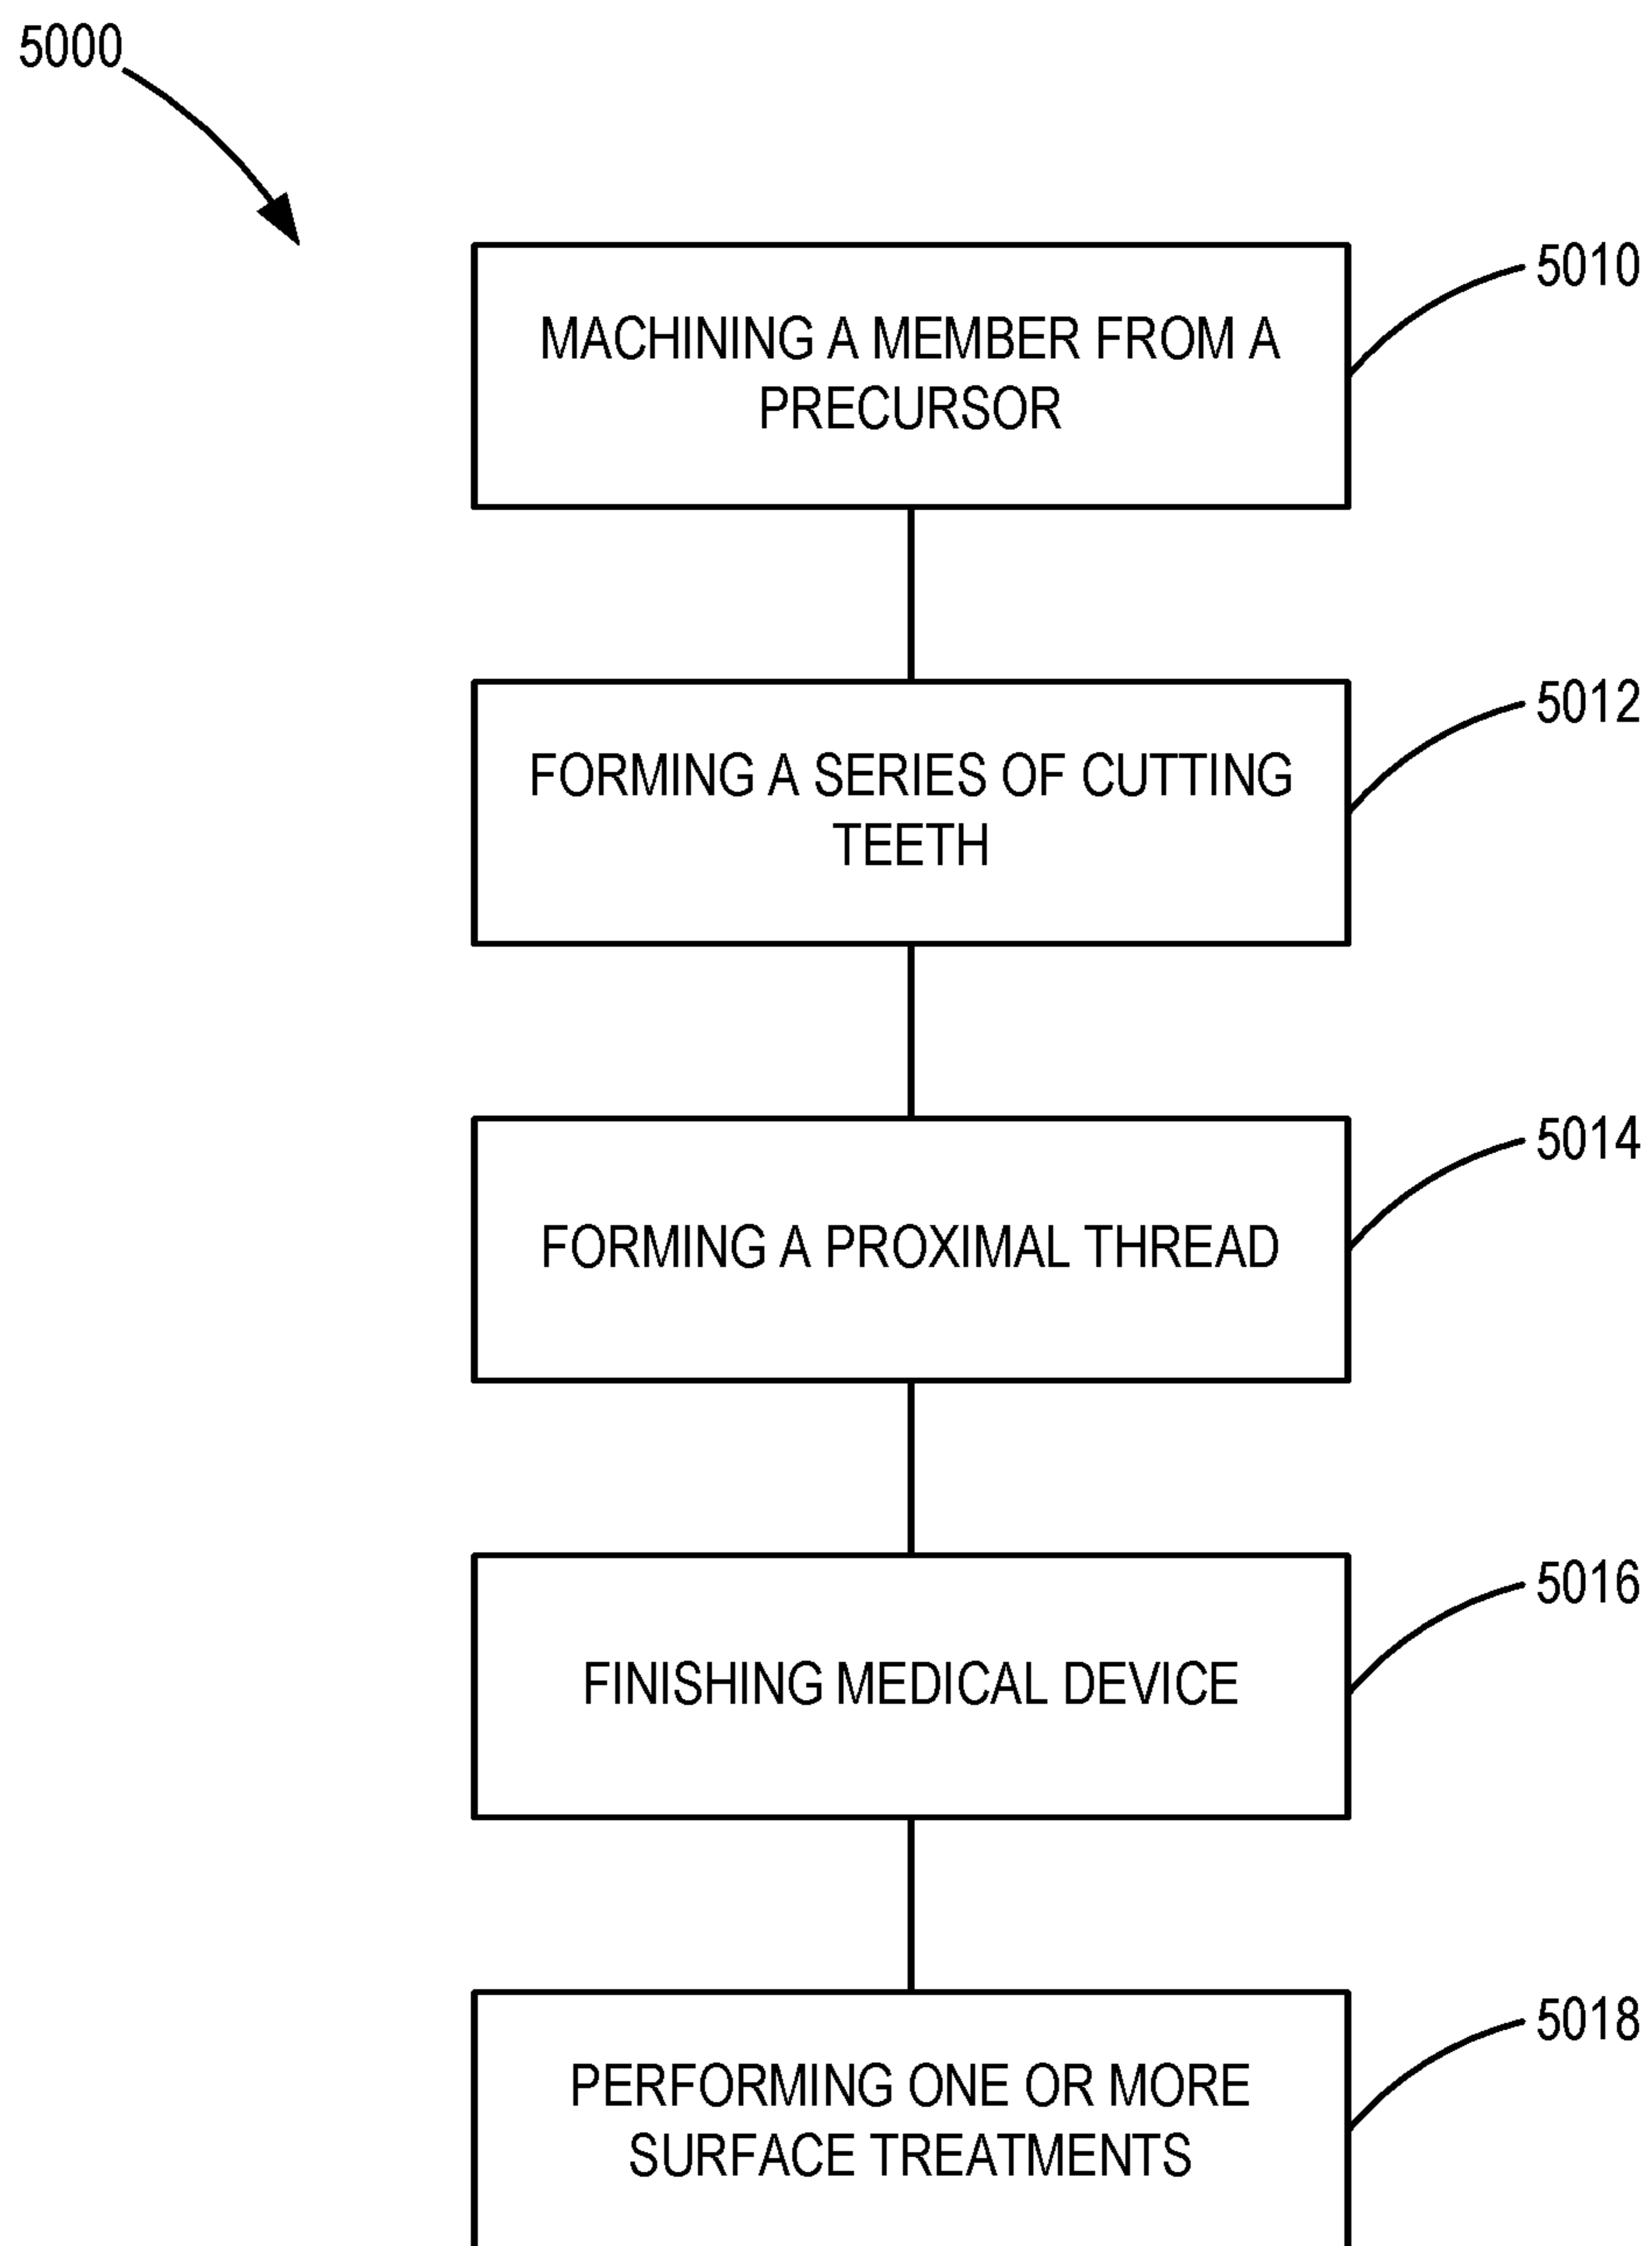 5000
5010
MACHINING A MEMBER FROM A
PRECURSOR
5012
FORMING A SERIES OF CUTTING
TEETH
5014
FORMING A PROXIMAL THREAD
5016
FINISHING MEDICAL DEVICE
5018
PERFORMING ONE OR MORE
SURFACE TREATMENTS